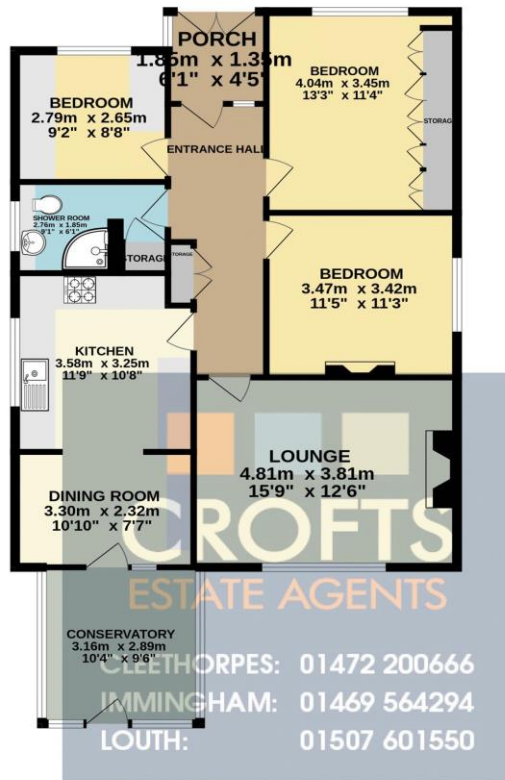 PORCH
1.85m x 1.35m
6'1" x 4'5"
BEDROOM
4.04m x 3.45m
13'3" x 11'4"
STORAGE
BEDROOM
2.79m x 2.65m
9'2" x 8'8"
ENTRANCE HALL
SHOWER ROOM
2.76m x 1.85m
9'1" x 6'1"
STORAGE
STORAGE
BEDROOM
3.47m x 3.42m
11'5" x 11'3"
KITCHEN
3.58m x 3.25m
11'9" x 10'8"
LOUNGE
4.81m x 3.81m
15'9" x 12'6"
DINING ROOM
3.30m x 2.32m
10'10" x 7'7"
CROFTS
ESTATE AGENTS
CONSERVATORY
3.16m x 2.89m
10'4" x 9'6"
CLEETHORPES: 01472 200666
IMMINGHAM: 01469 564294
LOUTH: 01507 601550